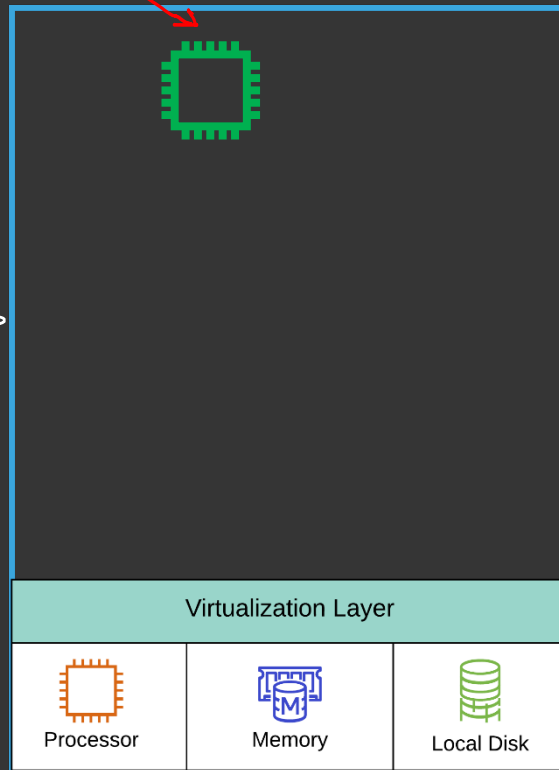 Virtualization Layer
M
Processor
Memory
Local Disk